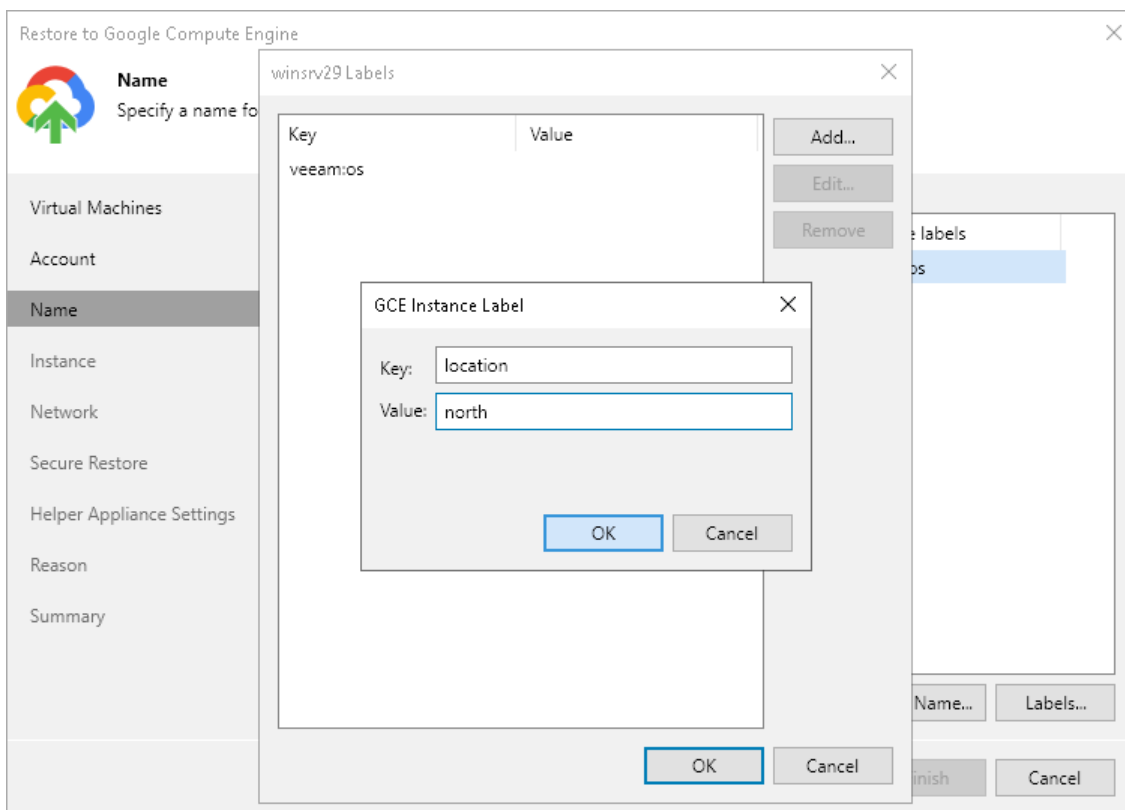 Restore to Google Compute Engine
Name
Specify a name fo
winsrv29 Labels
Key Value
veeam:os
Add...
Edit...
Remove
Virtual Machines
Account
Name
Instance
Network
Secure Restore
Helper Appliance Settings
Reason
Summary
labels
os
GCE Instance Label
Key: location
Value: north
OK Cancel
Name... Labels...
OK Cancel
inish Cancel